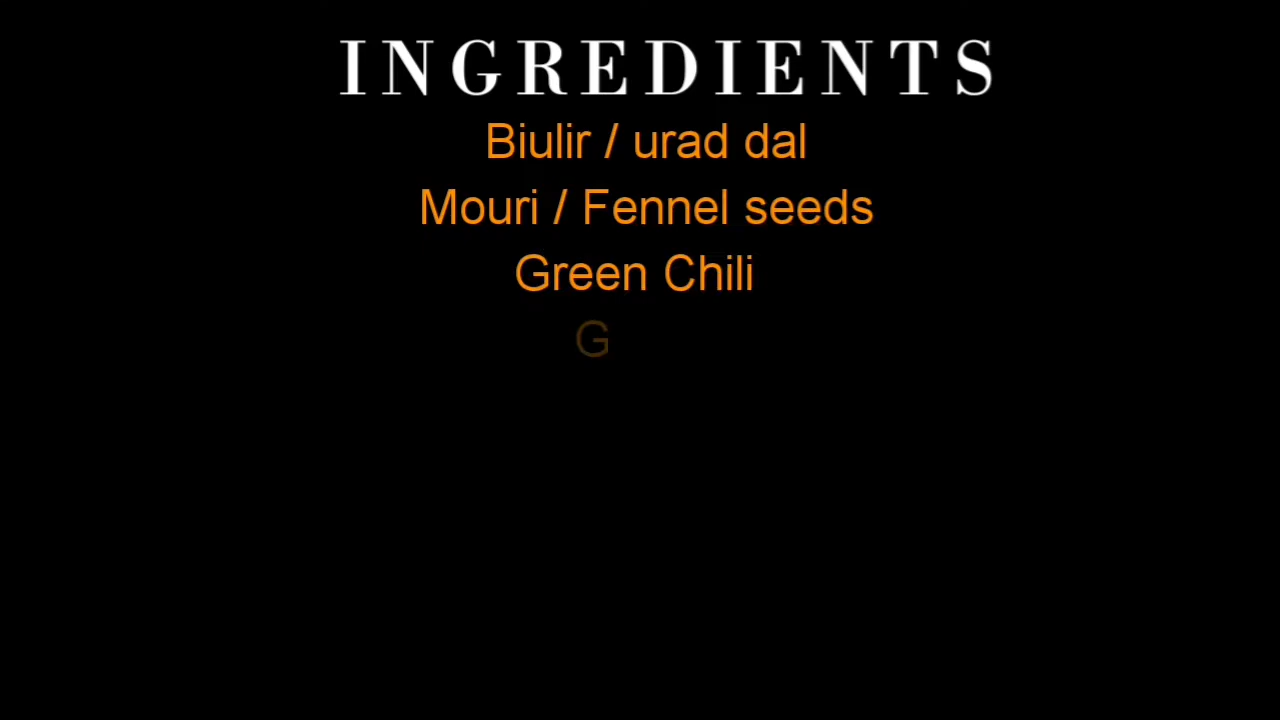 INGREDIENTS
Biulir / urad dal
Mouri / Fennel seeds
Green Chili
G